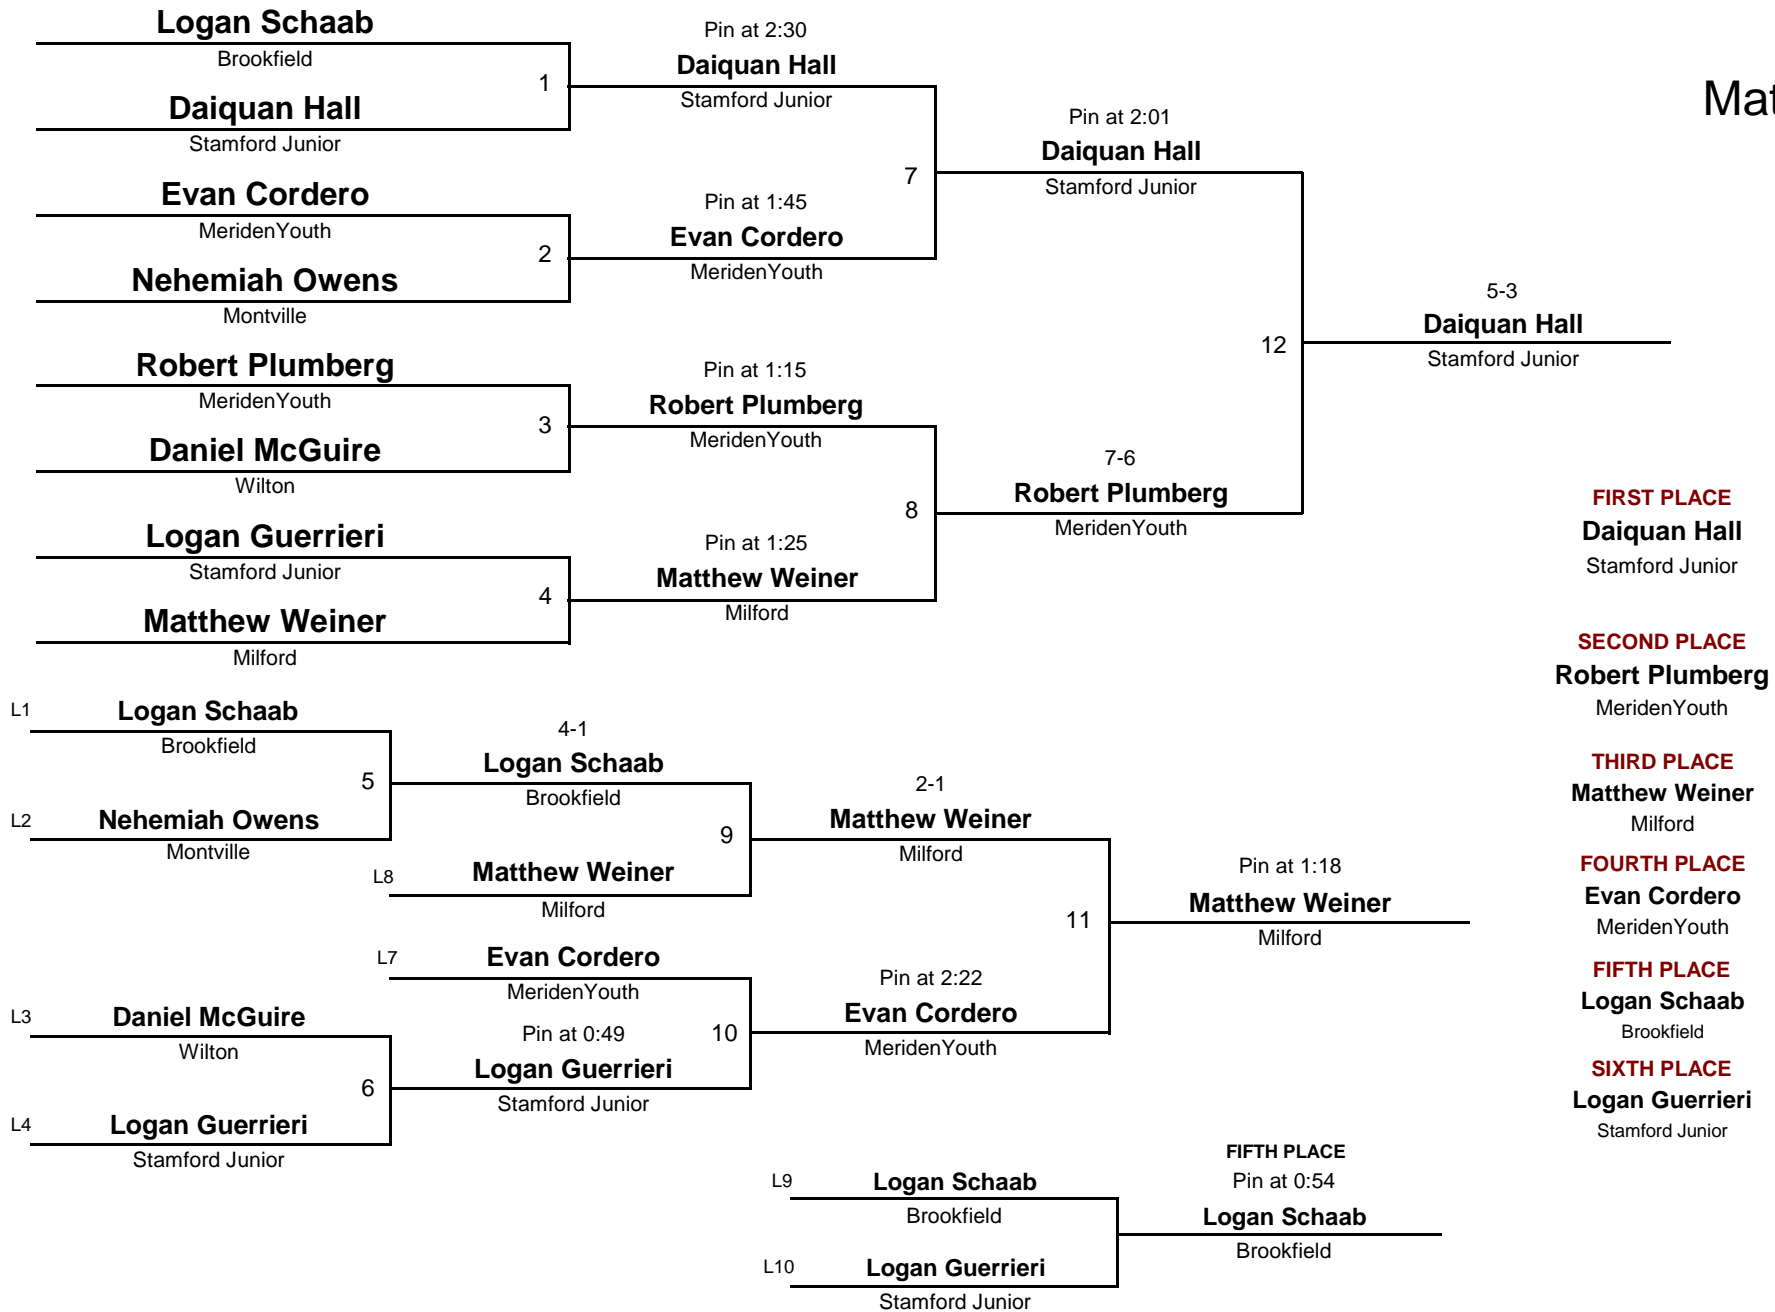 Logan Schaab
Brookfield
1
Daiquan Hall
Stamford Junior
Evan Cordero
MeridenYouth
2
Nehemiah Owens
Montville
Robert Plumberg
MeridenYouth
3
Daniel McGuire
Wilton
Logan Guerrieri
Stamford Junior
4
Matthew Weiner
Milford
Pin at 2:30
Daiquan Hall
Stamford Junior
7
Pin at 1:45
Evan Cordero
MeridenYouth
Pin at 1:15
Robert Plumberg
MeridenYouth
8
Pin at 1:25
Matthew Weiner
Milford
Pin at 2:01
Daiquan Hall
Stamford Junior
12
7-6
Robert Plumberg
MeridenYouth
5-3
Daiquan Hall
Stamford Junior
Mat
L1
Logan Schaab
Brookfield
5
L2
Nehemiah Owens
Montville
4-1
Logan Schaab
Brookfield
9
L8
Matthew Weiner
Milford
L7
Evan Cordero
MeridenYouth
10
L3
Daniel McGuire
Wilton
6
L4
Logan Guerrieri
Stamford Junior
Pin at 0:49
Logan Guerrieri
Stamford Junior
2-1
Matthew Weiner
Milford
11
Pin at 2:22
Evan Cordero
MeridenYouth
Pin at 1:18
Matthew Weiner
Milford
L9
Logan Schaab
Brookfield
L10
Logan Guerrieri
Stamford Junior
FIFTH PLACE
Pin at 0:54
Logan Schaab
Brookfield
FIRST PLACE
Daiquan Hall
Stamford Junior
SECOND PLACE
Robert Plumberg
MeridenYouth
THIRD PLACE
Matthew Weiner
Milford
FOURTH PLACE
Evan Cordero
MeridenYouth
FIFTH PLACE
Logan Schaab
Brookfield
SIXTH PLACE
Logan Guerrieri
Stamford Junior